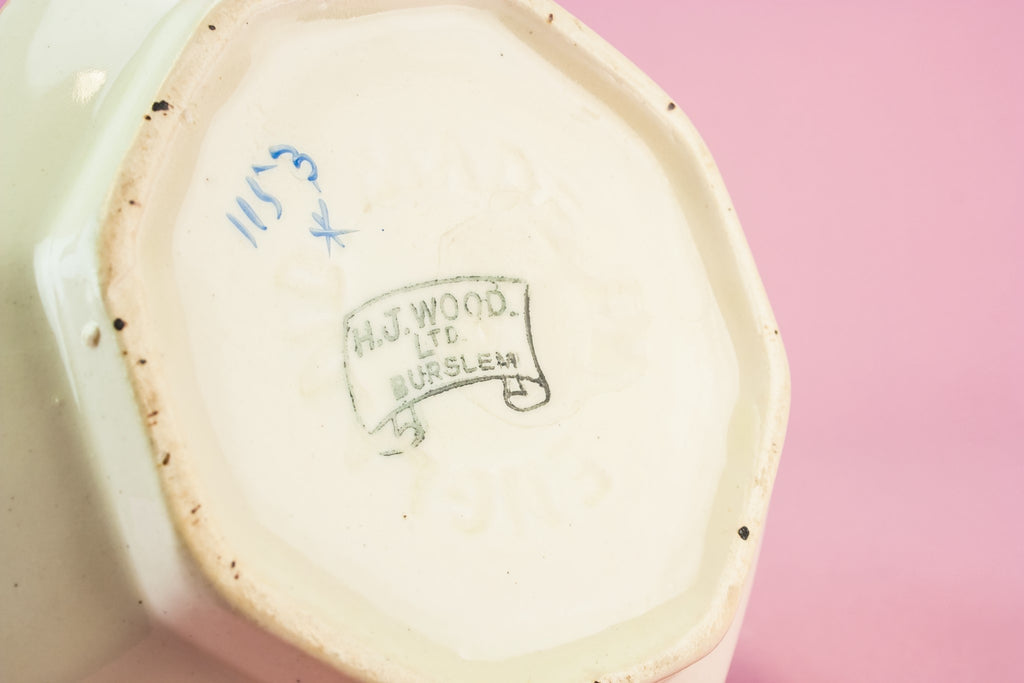 1153
X
H.J.WOOD.
LTD.
BURSLEM